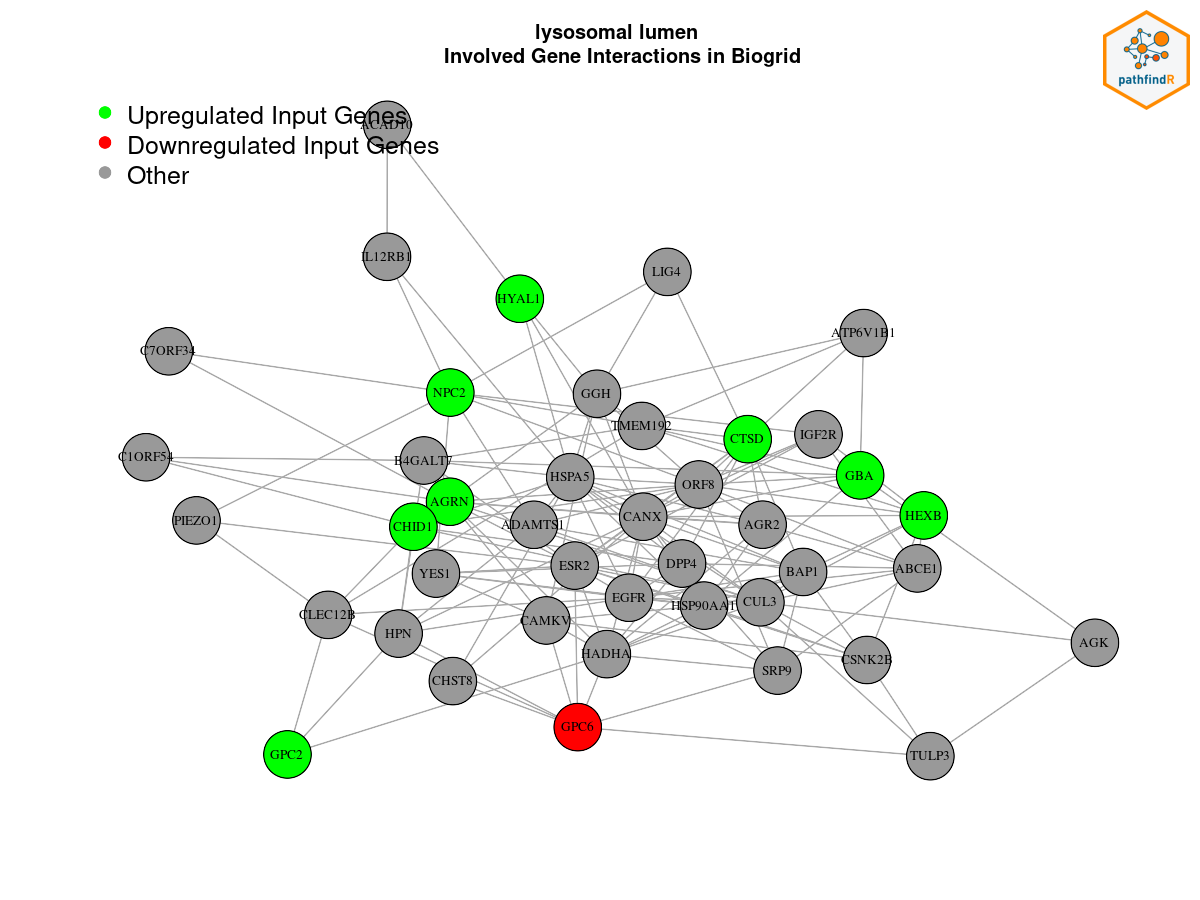 lysosomal lumen
Involved Gene Interactions in Biogrid
pathfindR
Upregulated Input Genes
ACAD10
Downregulated Input Genes
Other
IL12RB1
LIG4
HYAL1
ATP6V1B1
C7ORF34
NPC2
GGH
TMEM192
CTSD
IGF2R
C1ORF54
B4GALT7
HSPA5
ORF8
GBA
AGRN
PIEZO1
CHID1
ADAMTS1
CANX
AGR2
HEXB
YES1
ESR2
DPP4
BAP1
ABCE1
CLEC12B
EGFR
HSP90AA1
CUL3
HPN
CAMKV
HADHA
AGK
CHST8
SRP9
CSNK2B
GPC2
GPC6
TULP3